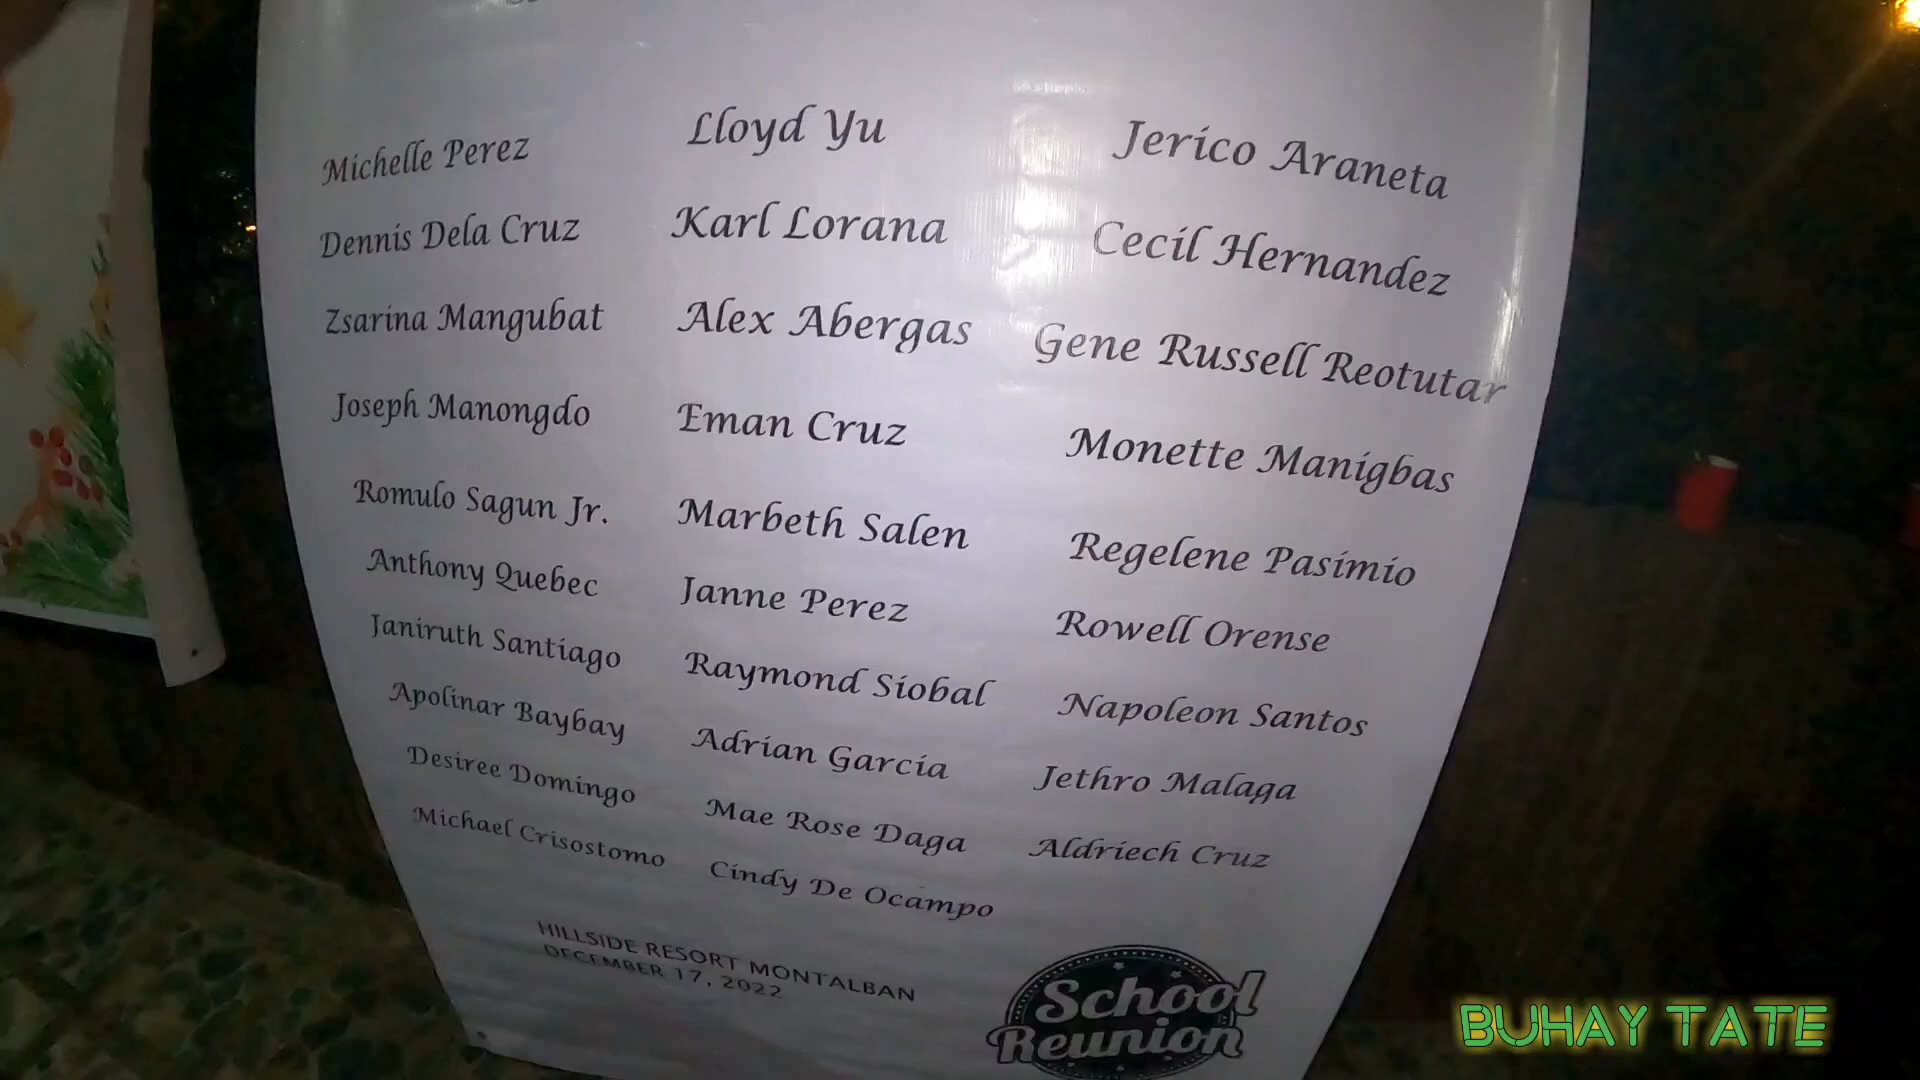 Michelle Perez
Dennis Dela Cruz
Zsarina Mangubat
Joseph Manongdo
Romulo Sagun Jr.
Anthony Quebec
Janiruth Santiago
Apolinar Baybay
Desiree Domingo
Michael Crisostomo
Lloyd Yu
Karl Lorana
Alex Abergas
Eman Cruz
Marbeth Salen
Janne Perez
Raymond Siobal
Adrian Garcia
Mae Rose Daga
Cindy De Ocampo
Jerico Araneta
Cecil Hernandez
Gene Russell Reotutar
Monette Manigbas
Regelene Pasimio
Rowell Orense
Napoleon Santos
Jethro Malaga
Aldriech Cruz
HILLSIDE RESORT MONTALBAN
DECEMBER 17, 2022
School
Reunion
BUHAY TATE